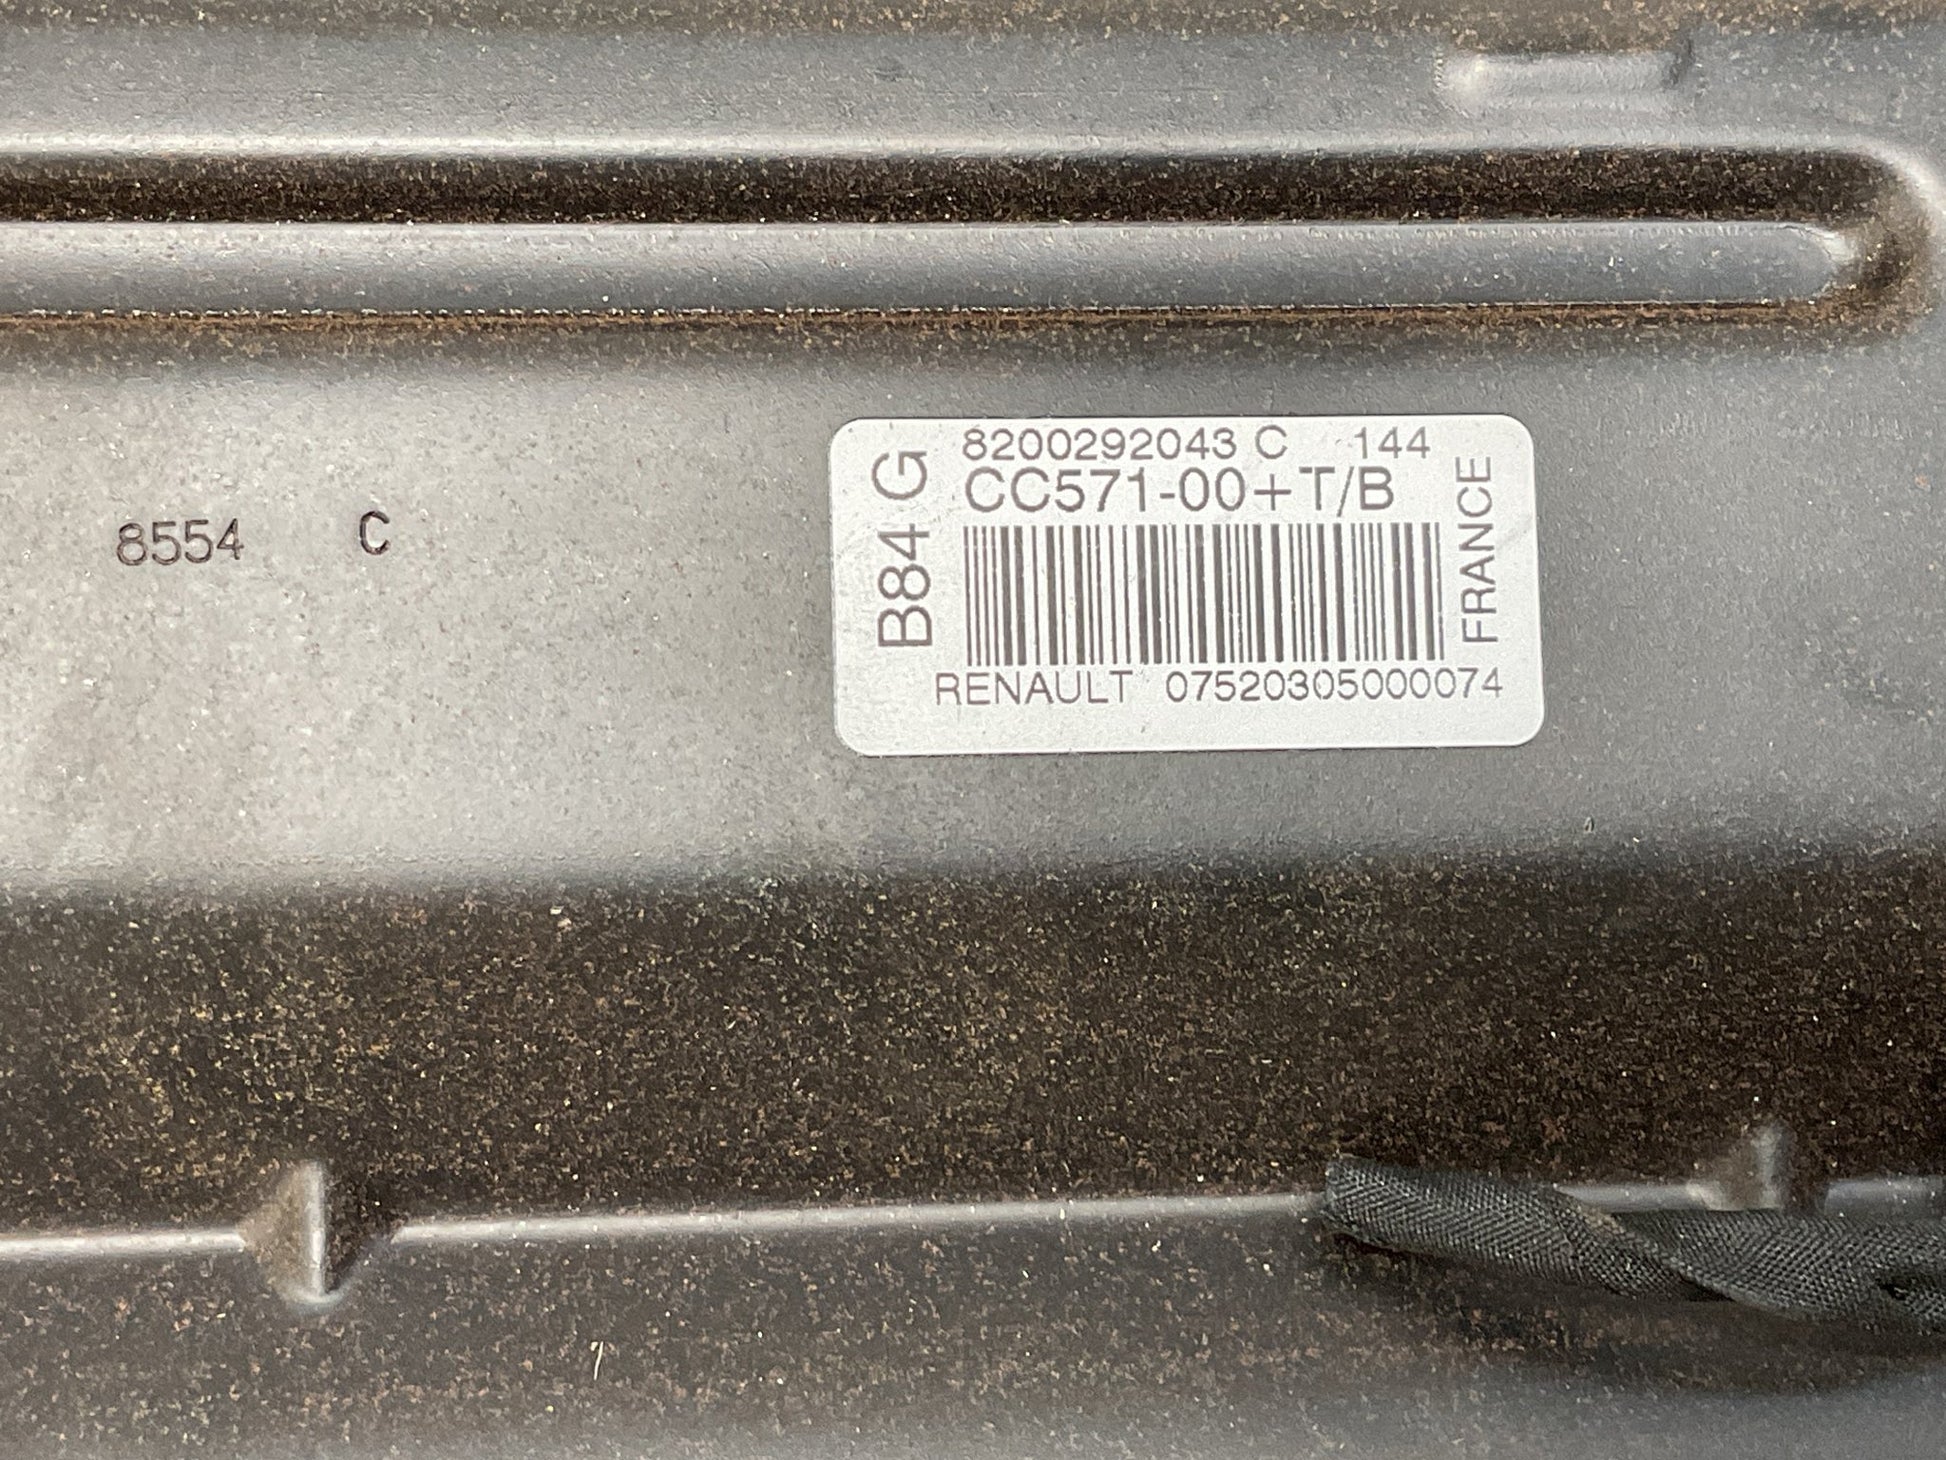 8554 C
B84 G
8200292043 C 144
CC571-00+T/B
FRANCE
RENAULT 07520305000074